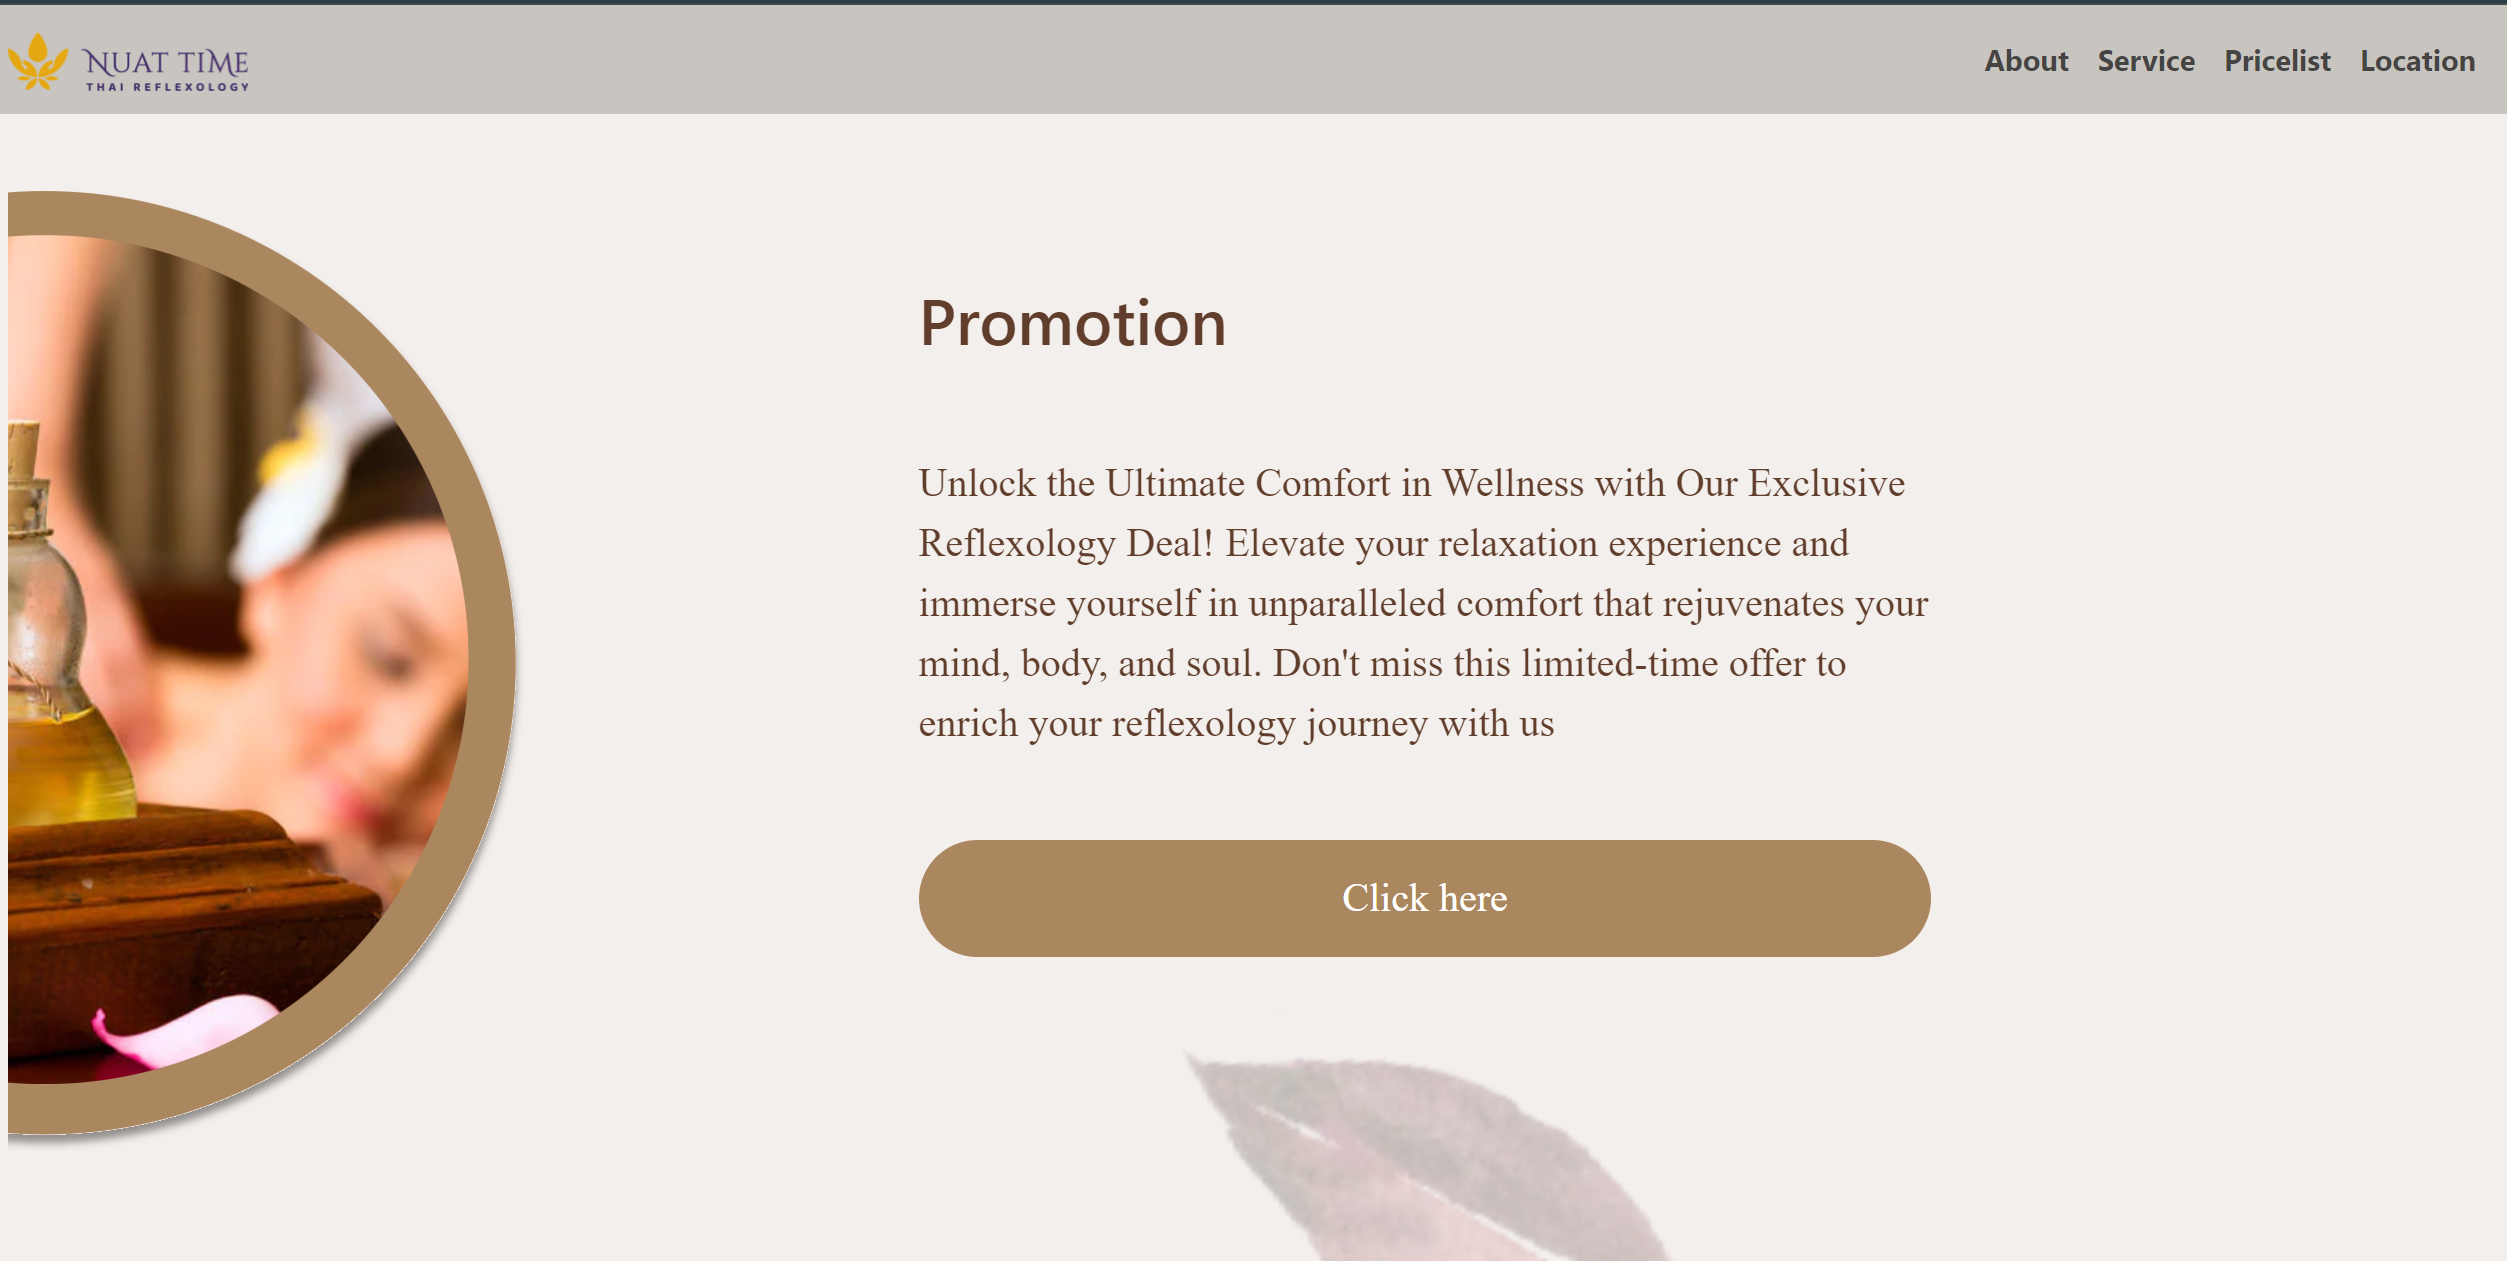 NUAT TIME
THAI REFLEXOLOGY
About Service Pricelist Location
Promotion
Unlock the Ultimate Comfort in Wellness with Our Exclusive
Reflexology Deal! Elevate your relaxation experience and
immerse yourself in unparalleled comfort that rejuvenates your
mind, body, and soul. Don't miss this limited-time offer to
enrich your reflexology journey with us
Click here